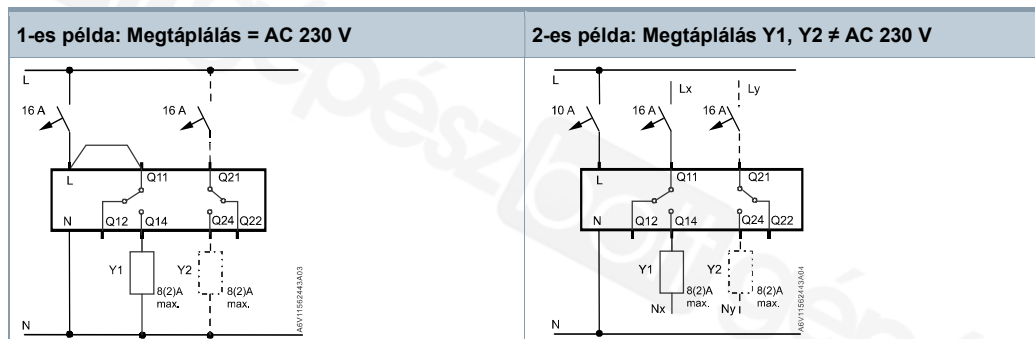 1-es példa: Megtáplálás = AC 230 V
L
16 A
16 A
L
Q11
Q21
N
Q12
Q14
Q24
Q22
Y1
Y2
8(2)A
max.
8(2)A
max.
N
A6V11562443A03
2-es példa: Megtáplálás Y1, Y2 ≠ AC 230 V
L
Lx
Ly
10 A
16 A
16 A
L
Q11
Q21
N
Q12
Q14
Q24
Q22
Y1
Y2
8(2)A
max.
8(2)A
max.
Nx
Ny
N
A6V11562443A04
gépész
bolt